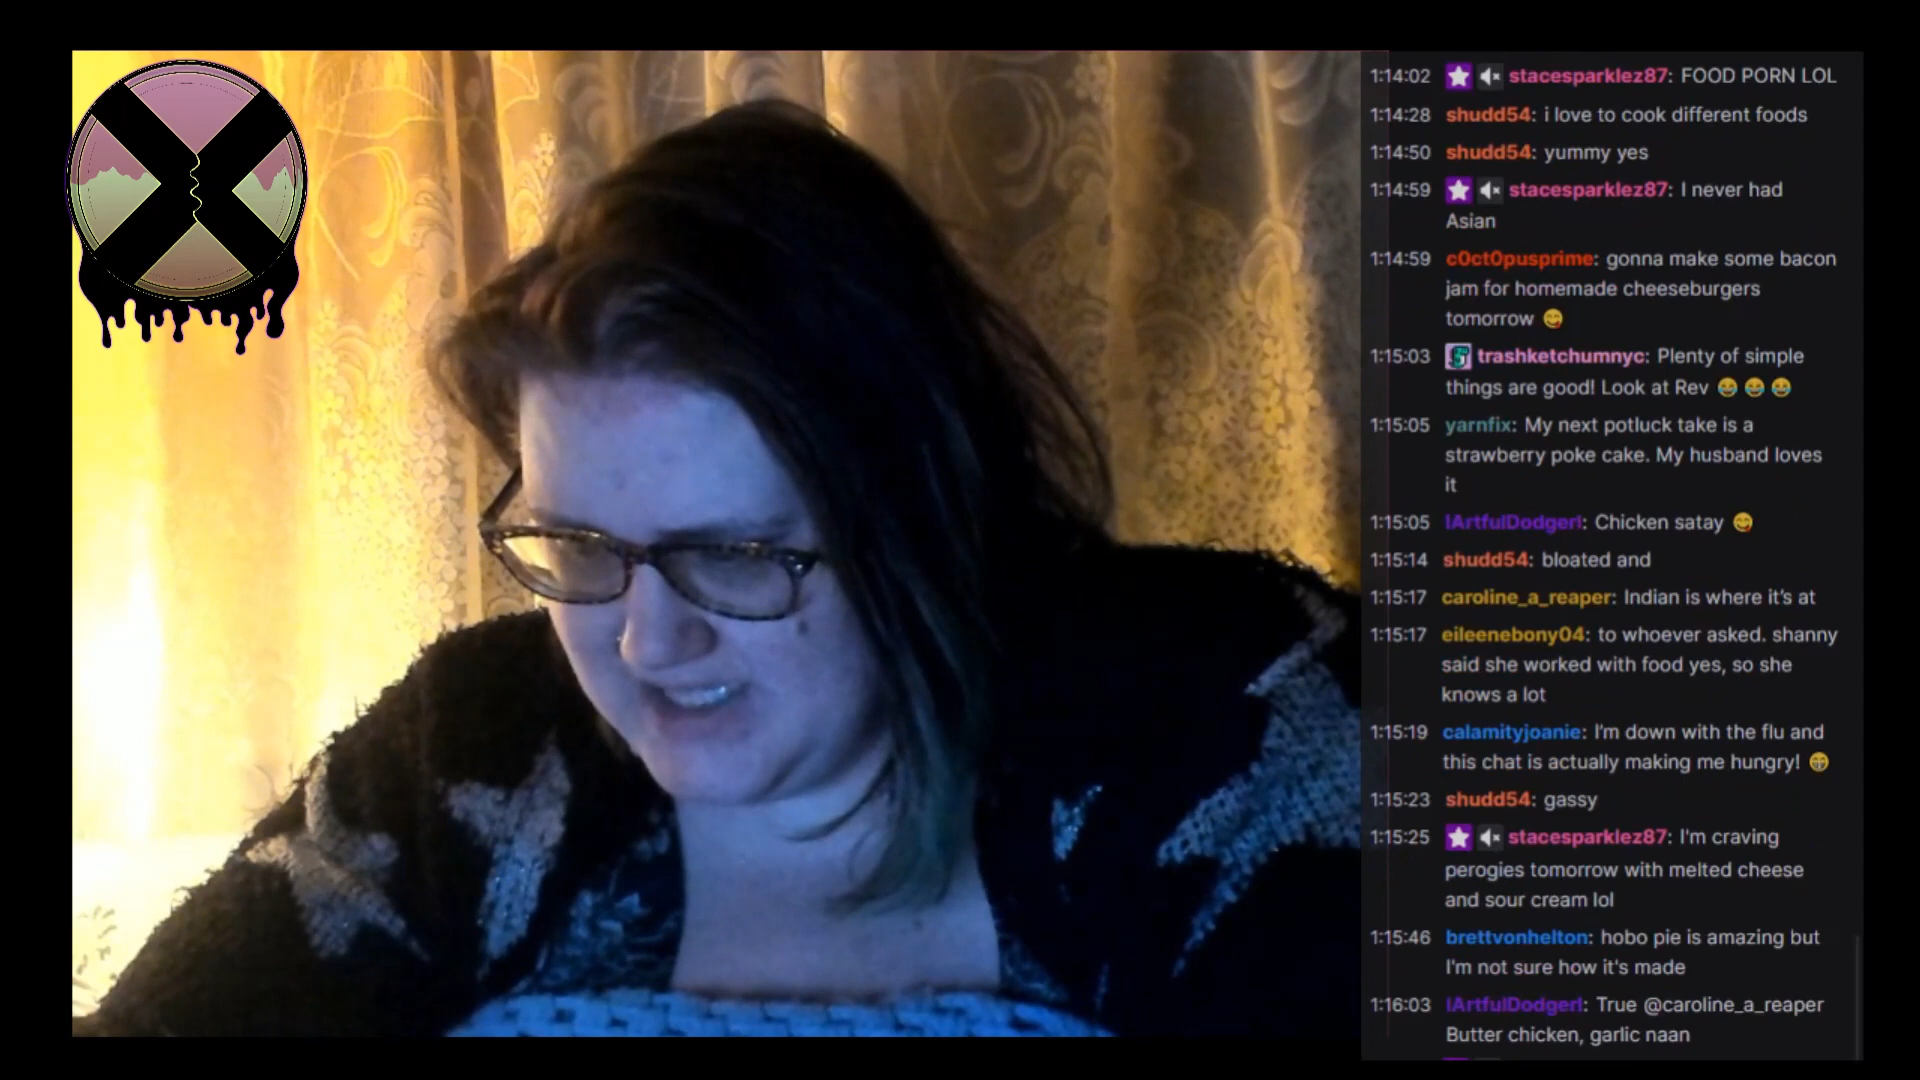 1:14:02 stacesparklez87: FOOD PORN LOL
1:14:28 shudd54: i love to cook different foods
1:14:50 shudd54: yummy yes
1:14:59 stacesparklez87: I never had
Asian
1:14:59 c0ct0pusprime: gonna make some bacon
jam for homemade cheeseburgers
tomorrow 😋
1:15:03 trashketchumnyc: Plenty of simple
things are good! Look at Rev 😂 😂 😂
1:15:05 yarnfix: My next potluck take is a
strawberry poke cake. My husband loves
it
1:15:05 lArtfulDodgerl: Chicken satay 😋
1:15:14 shudd54: bloated and
1:15:17 caroline_a_reaper: Indian is where it's at
1:15:17 eileenebony04: to whoever asked. shanny
said she worked with food yes, so she
knows a lot
1:15:19 calamityjoanie: I'm down with the flu and
this chat is actually making me hungry! 😁
1:15:23 shudd54: gassy
1:15:25 stacesparklez87: I'm craving
perogies tomorrow with melted cheese
and sour cream lol
1:15:46 brettvonhelton: hobo pie is amazing but
I'm not sure how it's made
1:16:03 lArtfulDodgerl: True @caroline_a_reaper
Butter chicken, garlic naan